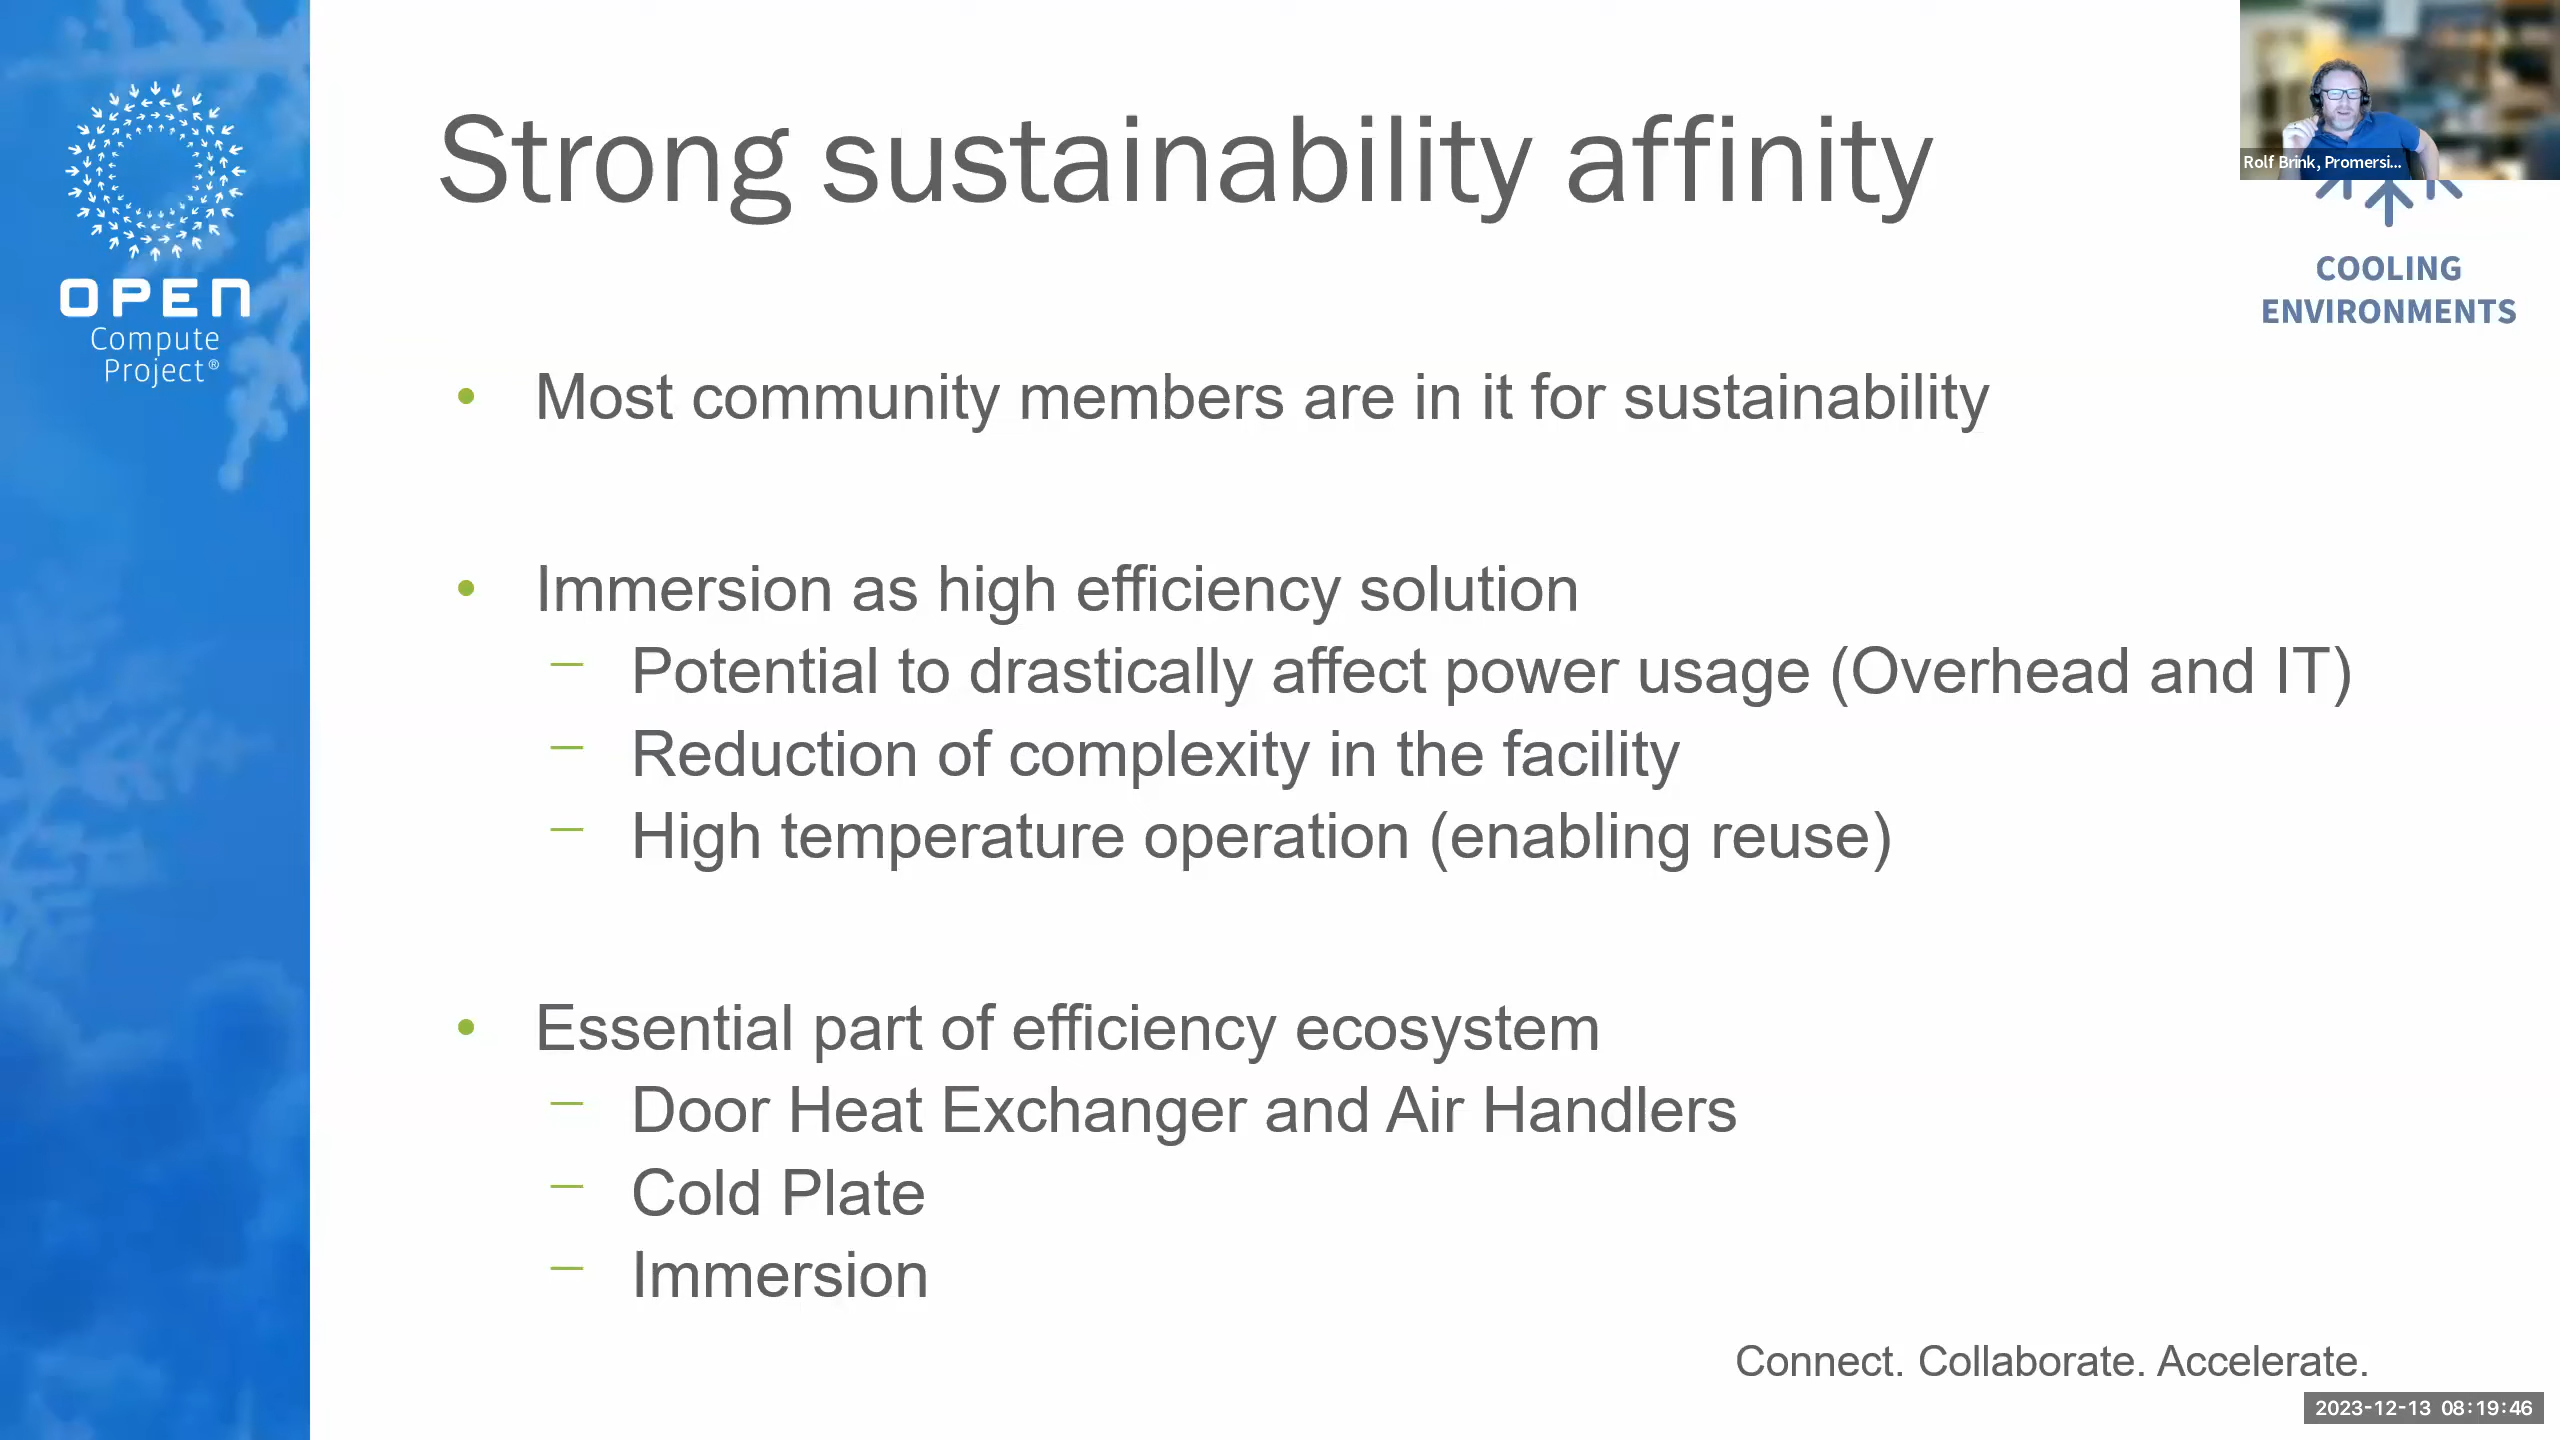 OPEN
Compute
Project®
Strong sustainability affinity
Rolf Brink, Promersi...
COOLING
ENVIRONMENTS
• Most community members are in it for sustainability
• Immersion as high efficiency solution
– Potential to drastically affect power usage (Overhead and IT)
– Reduction of complexity in the facility
– High temperature operation (enabling reuse)
• Essential part of efficiency ecosystem
– Door Heat Exchanger and Air Handlers
– Cold Plate
– Immersion
Connect. Collaborate. Accelerate.
2023-12-13 08:19:46